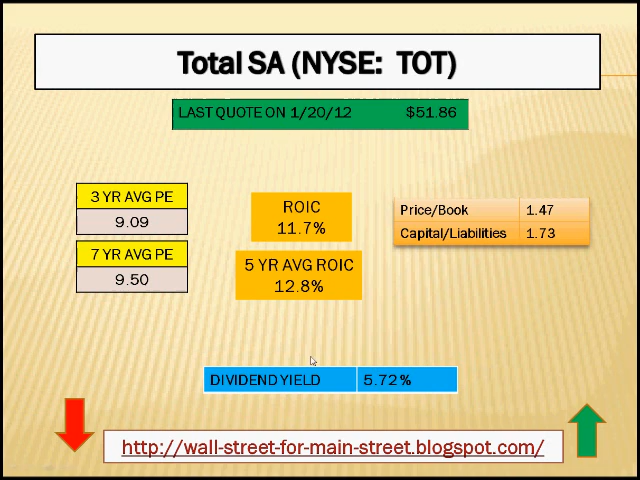 Total SA (NYSE: TOT)
LAST QUOTE ON 1/20/12 $51.86
3 YR AVG PE
9.09
7 YR AVG PE
9.50
ROIC
11.7%
5 YR AVG ROIC
12.8%
Price/Book 1.47
Capital/Liabilities 1.73
DIVIDEND YIELD 5.72%
http://wall-street-for-main-street.blogspot.com/